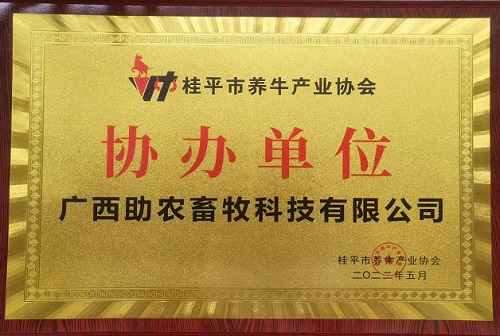 桂平市养牛产业协会
协办单位
广西助农畜牧科技有限公司
桂平市养牛产业协会
二〇二二年五月